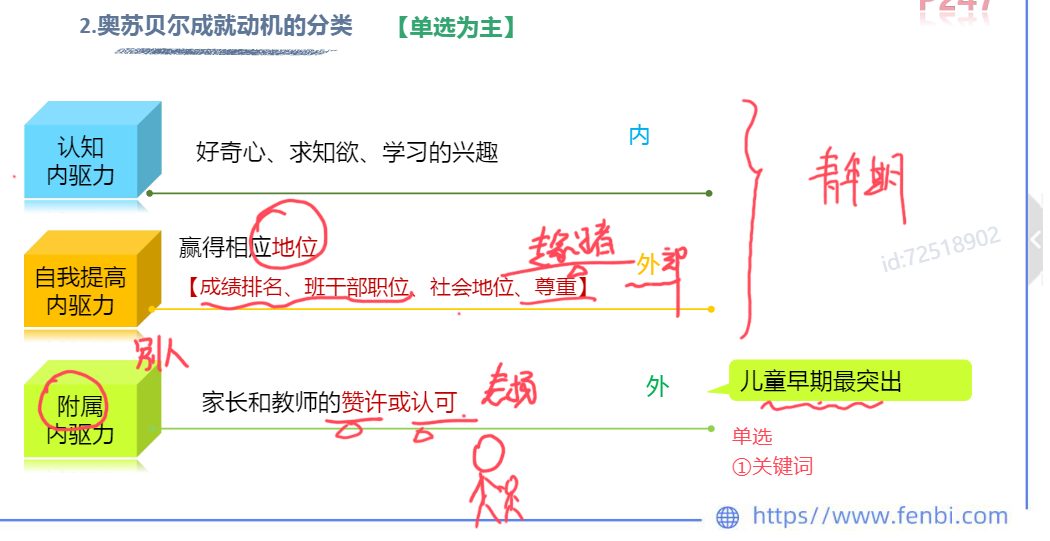 P247
2.奥苏贝尔成就动机的分类 【单选为主】
认知
内驱力
好奇心、求知欲、学习的兴趣
内
青年期
自我提高
内驱力
赢得相应地位
【成绩排名、班干部职位、社会地位、尊重】
外部
id:72518902
别人
附属
内驱力
家长和教师的赞许或认可
表扬
外
儿童早期最突出
单选
①关键词
https//www.fenbi.com